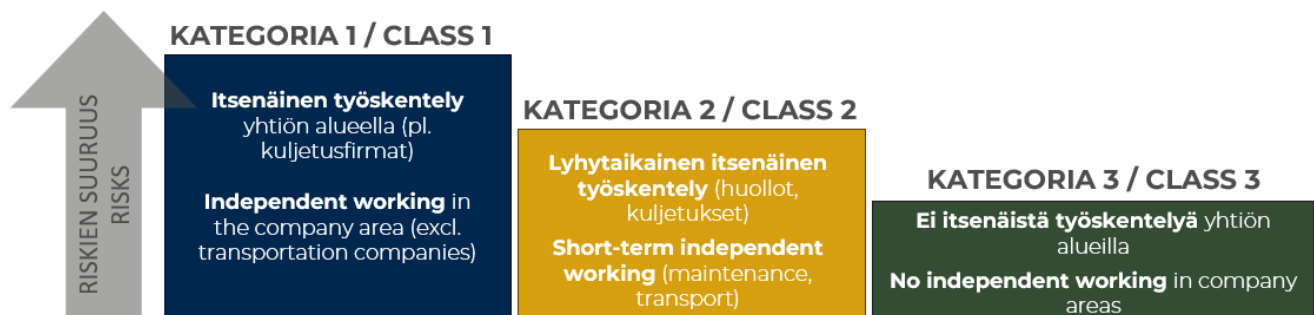 RISKIEN SUURUUS
RISKS
KATEGORIA 1 / CLASS 1
Itsenäinen työskentely
yhtiön alueella (pl.
kuljetusfirmat)
Independent working in
the company area (excl.
transportation companies)
KATEGORIA 2 / CLASS 2
Lyhytaikainen itsenäinen
työskentely (huollot,
kuljetukset)
Short-term independent
working (maintenance,
transport)
KATEGORIA 3 / CLASS 3
Ei itsenäistä työskentelyä yhtiön
alueilla
No independent working in company
areas